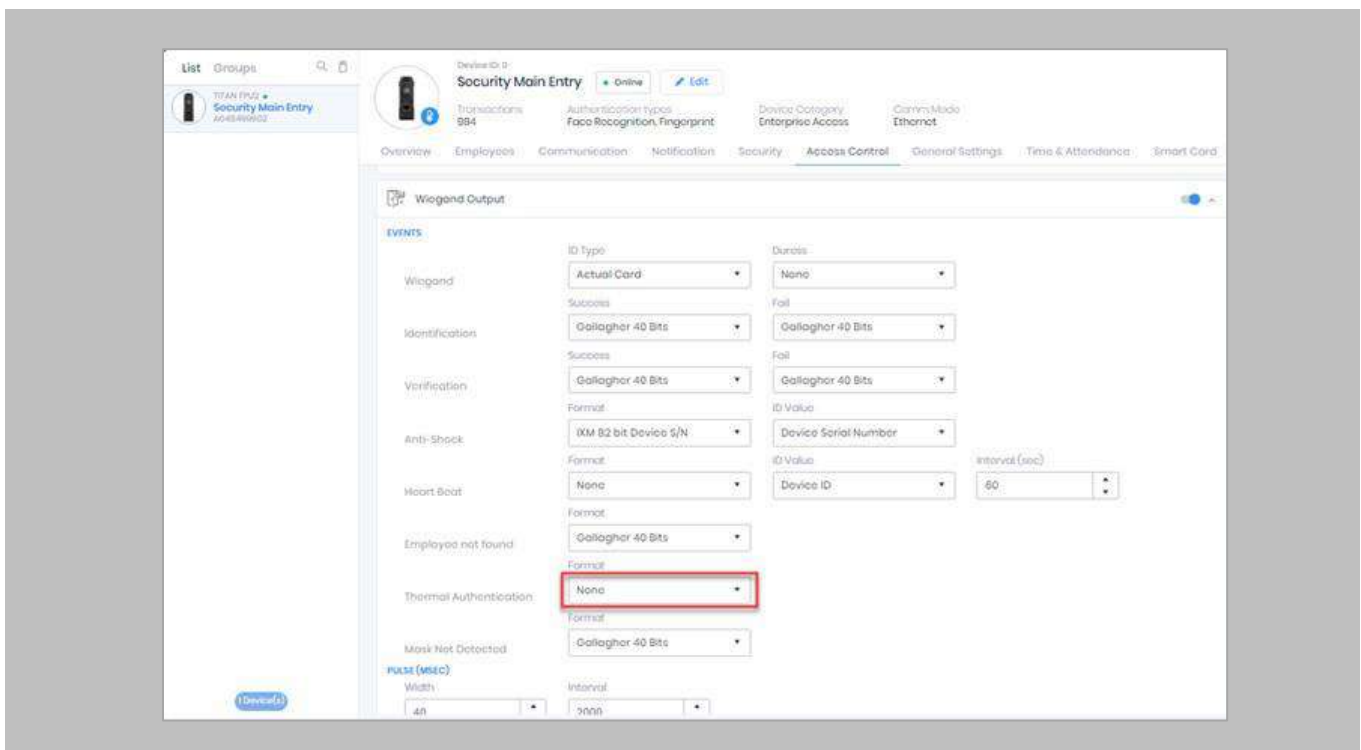 List Groups
TITAN
Security Main Entry
Device ID: 0
Security Main Entry Online Edit
Transactions Authentication types Device Category Comm Mode
984 Face Recognition, Fingerprint Enterprise Access Ethernet
Overview Employees Communication Notification Security Access Control General Settings Time & Attendance Smart Card
Wiegand Output
EVENTS
ID Type Duress
Wiegand Actual Card None
Success Fail
Identification Gallagher 40 Bits Gallagher 40 Bits
Success Fail
Verification Gallagher 40 Bits Gallagher 40 Bits
Format ID Value
Anti-Shock IXM 82 bit Device S/N Device Serial Number
Format ID Value Interval (sec)
Heart Beat None Device ID 60
Format
Employee not found Gallagher 40 Bits
Format
Thermal Authentication None
Format
Mask Not Detected Gallagher 40 Bits
PULSE (MSEC)
Width Interval
40 2000
1 Device(s)